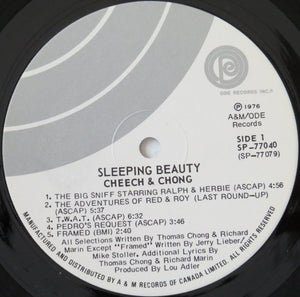 ODE RECORDS INC.
℗ 1976
A&M/ODE
Records
SIDE 1
SP-77040
(SP-77079)
SLEEPING BEAUTY
CHEECH & CHONG
1. THE BIG SNIFF STARRING RALPH & HERBIE (ASCAP) 4:56
2. THE ADVENTURES OF RED & ROY (LAST ROUND-UP)
(ASCAP) 5:37
3. T.W.A.T. (ASCAP) 6:32
4. PEDRO'S REQUEST (ASCAP) 3:46
5. FRAMED (BMI) 2:40
All Selections Written By Thomas Chong & Richard
Marin Except "Framed" Written by Jerry Lieber/
Mike Stoller. Additional Lyrics By
Thomas Chong & Richard Marin
Produced by Lou Adler
MANUFACTURED AND DISTRIBUTED BY A & M RECORDS OF CANADA LIMITED. ALL RIGHTS RESERVED